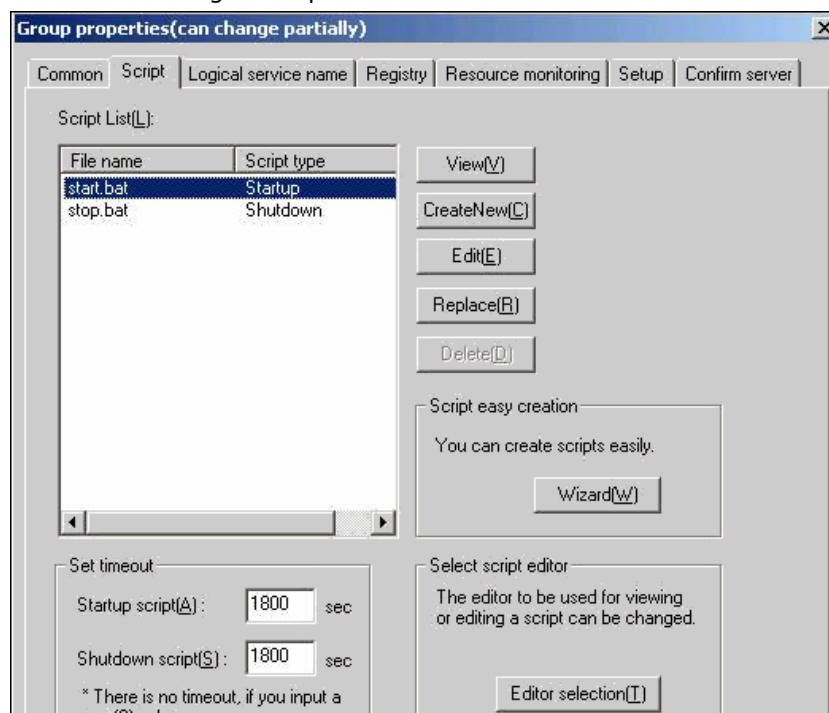 Group properties(can change partially)
Common Script Logical service name Registry Resource monitoring Setup Confirm server
Script List(L):
File name Script type
start.bat Startup
stop.bat Shutdown
View(V)
CreateNew(C)
Edit(E)
Replace(R)
Delete(D)
Script easy creation
You can create scripts easily.
Wizard(W)
Set timeout
Startup script(A) : 1800 sec
Shutdown script(S) : 1800 sec
* There is no timeout, if you input a
Select script editor
The editor to be used for viewing
or editing a script can be changed.
Editor selection(T)